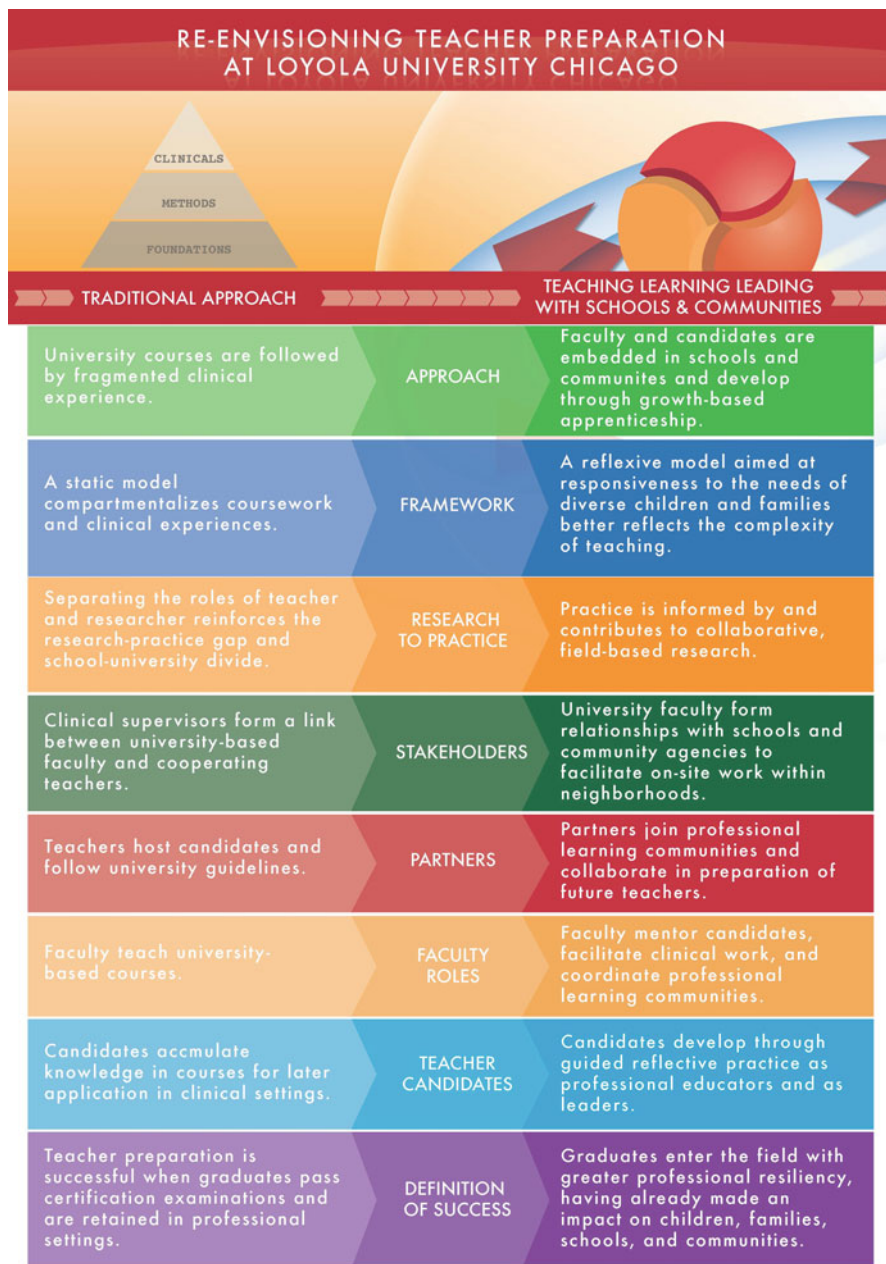 RE-ENVISIONING TEACHER PREPARATION
AT LOYOLA UNIVERSITY CHICAGO
CLINICALS
METHODS
FOUNDATIONS
TRADITIONAL APPROACH
TEACHING LEARNING LEADING
WITH SCHOOLS & COMMUNITIES
University courses are followed
by fragmented clinical
experience.
APPROACH
Faculty and candidates are
embedded in schools and
communites and develop
through growth-based
apprenticeship.
A static model
compartmentalizes coursework
and clinical experiences.
FRAMEWORK
A reflexive model aimed at
responsiveness to the needs of
diverse children and families
better reflects the complexity
of teaching.
Separating the roles of teacher
and researcher reinforces the
research-practice gap and
school-university divide.
RESEARCH
TO PRACTICE
Practice is informed by and
contributes to collaborative,
field-based research.
Clinical supervisors form a link
between university-based
faculty and cooperating
teachers.
STAKEHOLDERS
University faculty form
relationships with schools and
community agencies to
facilitate on-site work within
neighborhoods.
Teachers host candidates and
follow university guidelines.
PARTNERS
Partners join professional
learning communities and
collaborate in preparation of
future teachers.
Faculty teach university-
based courses.
FACULTY
ROLES
Faculty mentor candidates,
facilitate clinical work, and
coordinate professional
learning communities.
Candidates accmulate
knowledge in courses for later
application in clinical settings.
TEACHER
CANDIDATES
Candidates develop through
guided reflective practice as
professional educators and as
leaders.
Teacher preparation is
successful when graduates pass
certification examinations and
are retained in professional
settings.
DEFINITION
OF SUCCESS
Graduates enter the field with
greater professional resiliency,
having already made an
impact on children, families,
schools, and communities.